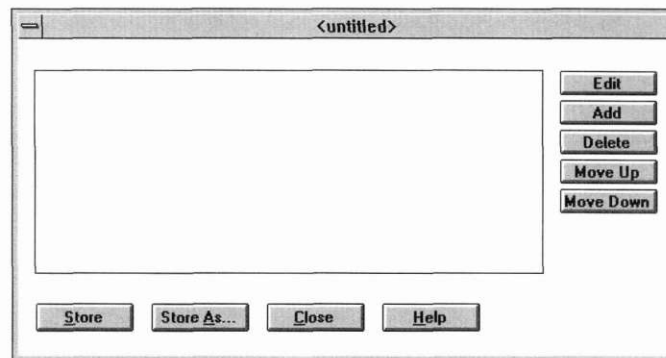 <untitled>
Edit
Add
Delete
Move Up
Move Down
Store
Store As...
Close
Help